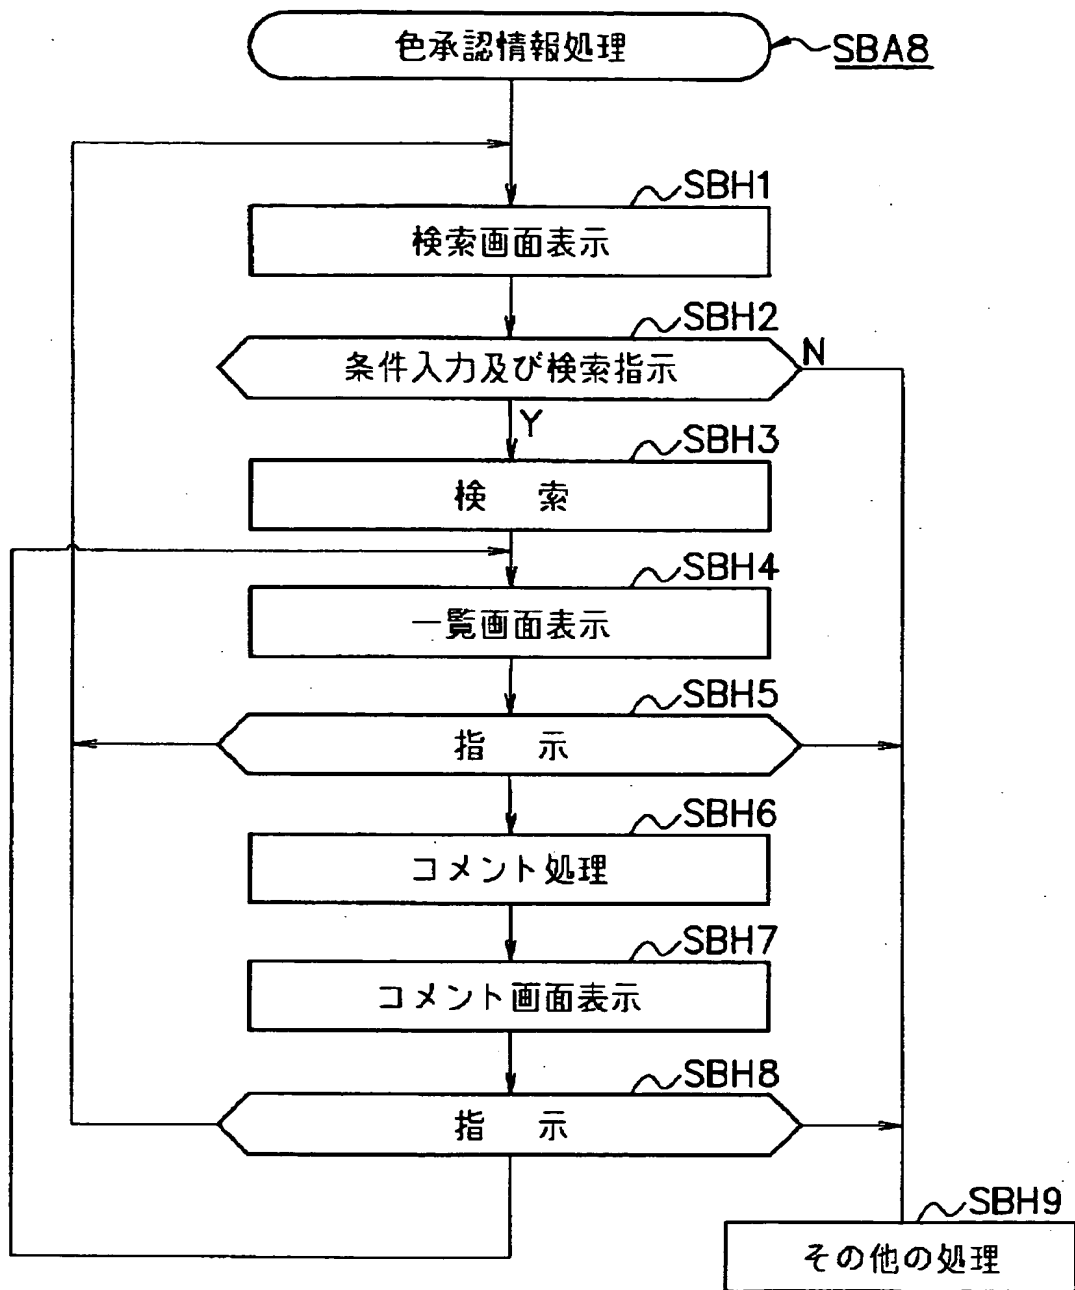 色承認情報処理
SBA8
SBH1
検索画面表示
SBH2
条件入力及び検索指示
N
Y
SBH3
検 索
SBH4
一覧画面表示
SBH5
指 示
SBH6
コメント処理
SBH7
コメント画面表示
SBH8
指 示
SBH9
その他の処理